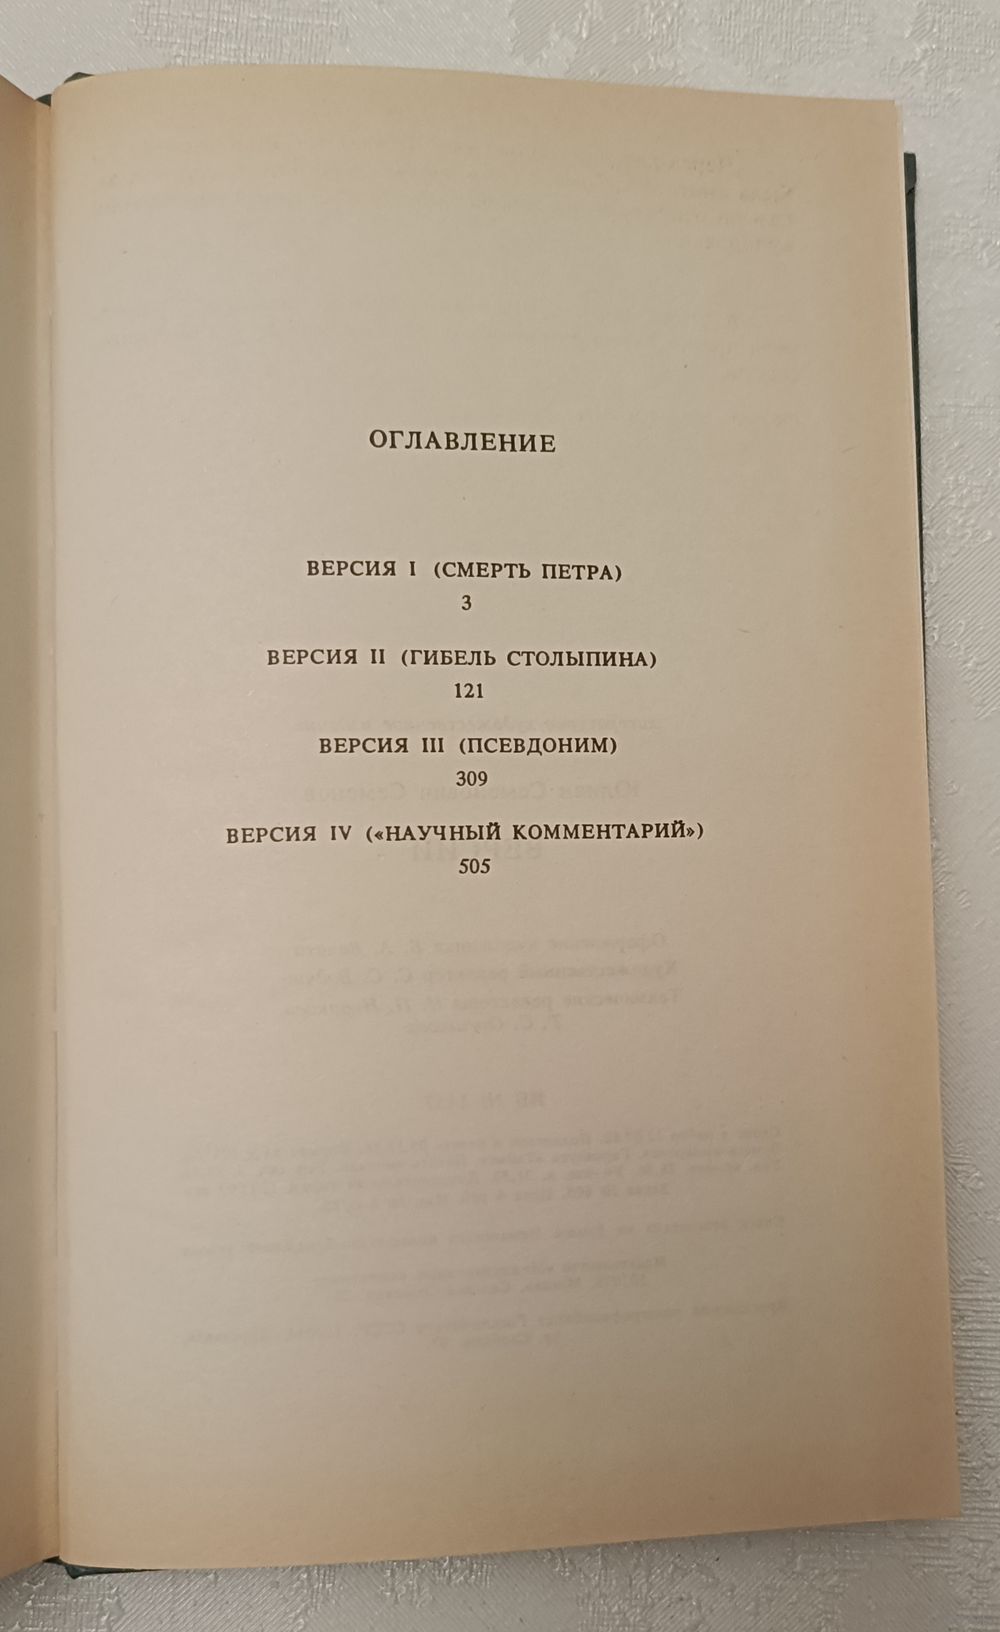 ОГЛАВЛЕНИЕ
ВЕРСИЯ I (СМЕРТЬ ПЕТРА)
3
ВЕРСИЯ II (ГИБЕЛЬ СТОЛЫПИНА)
121
ВЕРСИЯ III (ПСЕВДОНИМ)
309
ВЕРСИЯ IV («НАУЧНЫЙ КОММЕНТАРИЙ»)
505